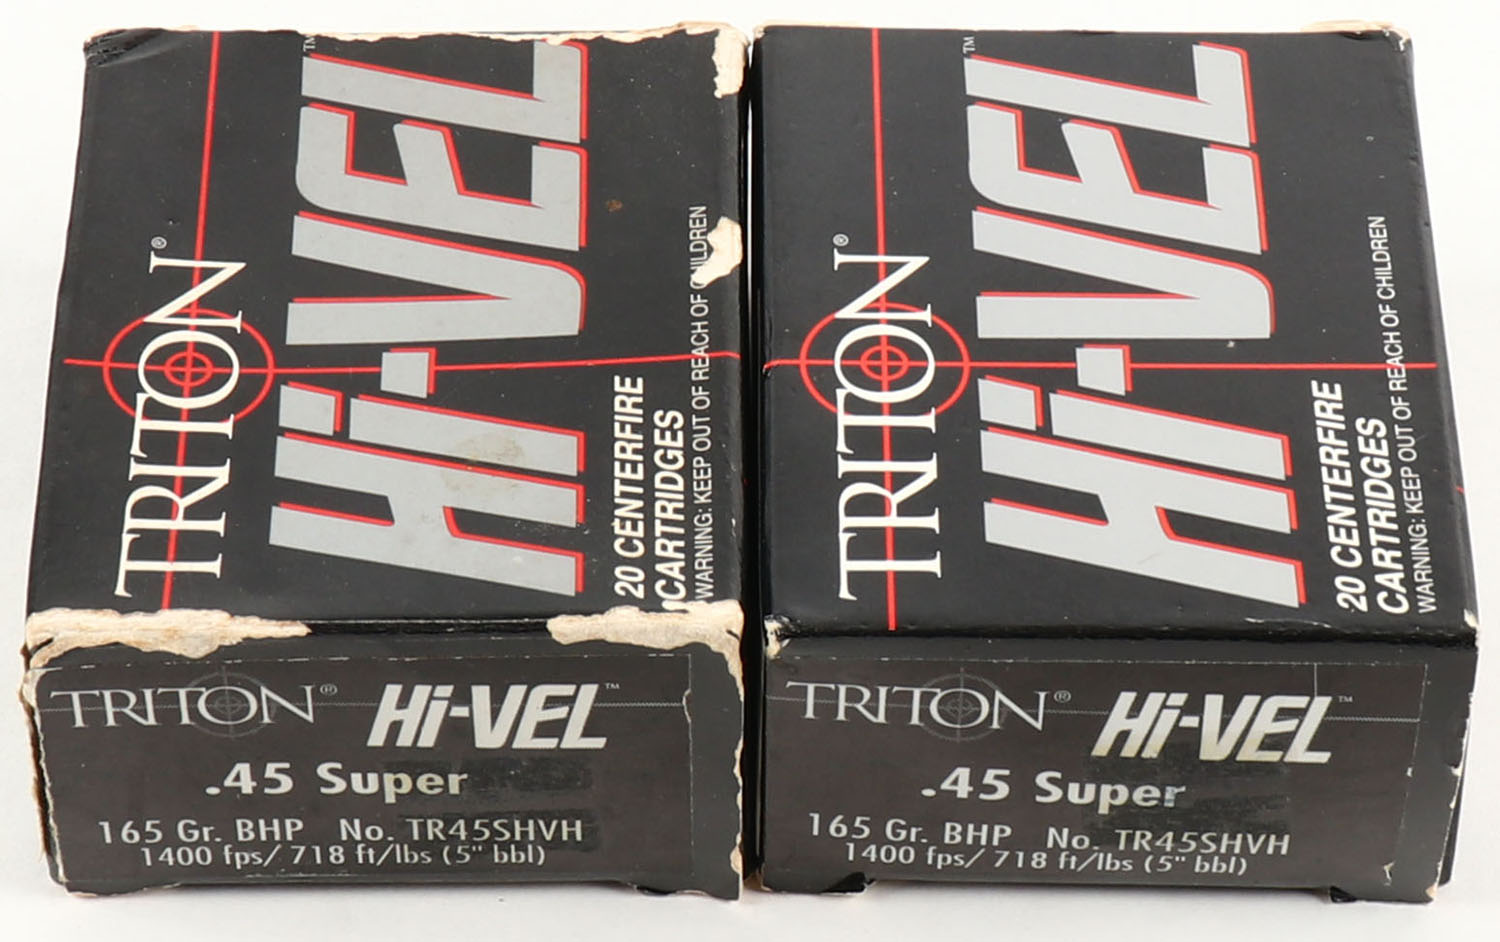 TRITON®
Hi-VEL™
20 CENTERFIRE
CARTRIDGES
WARNING: KEEP OUT OF REACH OF CHILDREN
TRITON® Hi-VEL™
.45 Super
165 Gr. BHP No. TR45SHVH
1400 fps/ 718 ft/lbs (5" bbl)
TRITON®
Hi-VEL™
20 CENTERFIRE
CARTRIDGES
WARNING: KEEP OUT OF REACH OF CHILDREN
TRITON® Hi-VEL™
.45 Super
165 Gr. BHP No. TR45SHVH
1400 fps/ 718 ft/lbs (5" bbl)